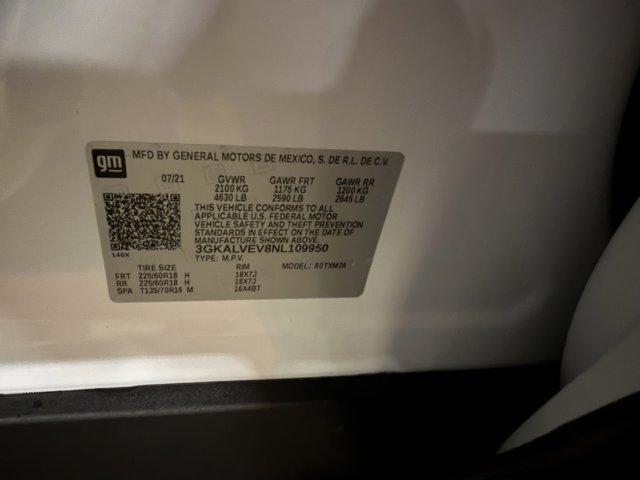 gm MFD BY GENERAL MOTORS DE MEXICO, S. DE R.L. DE C.V.
07/21 GVWR GAWR FRT GAWR RR
2100 KG 1175 KG 1200 KG
4630 LB 2590 LB 2645 LB
THIS VEHICLE CONFORMS TO ALL
APPLICABLE U.S. FEDERAL MOTOR
VEHICLE SAFETY AND THEFT PREVENTION
STANDARDS IN EFFECT ON THE DATE OF
MANUFACTURE SHOWN ABOVE.
3GKALVEV8NL109950
140X TYPE: M.P.V. MODEL: 80TXM26
TIRE SIZE RIM
FRT 225/60R18 H 18X7J
RR 225/60R18 H 18X7J
SPA T135/70R16 M 16X4BT